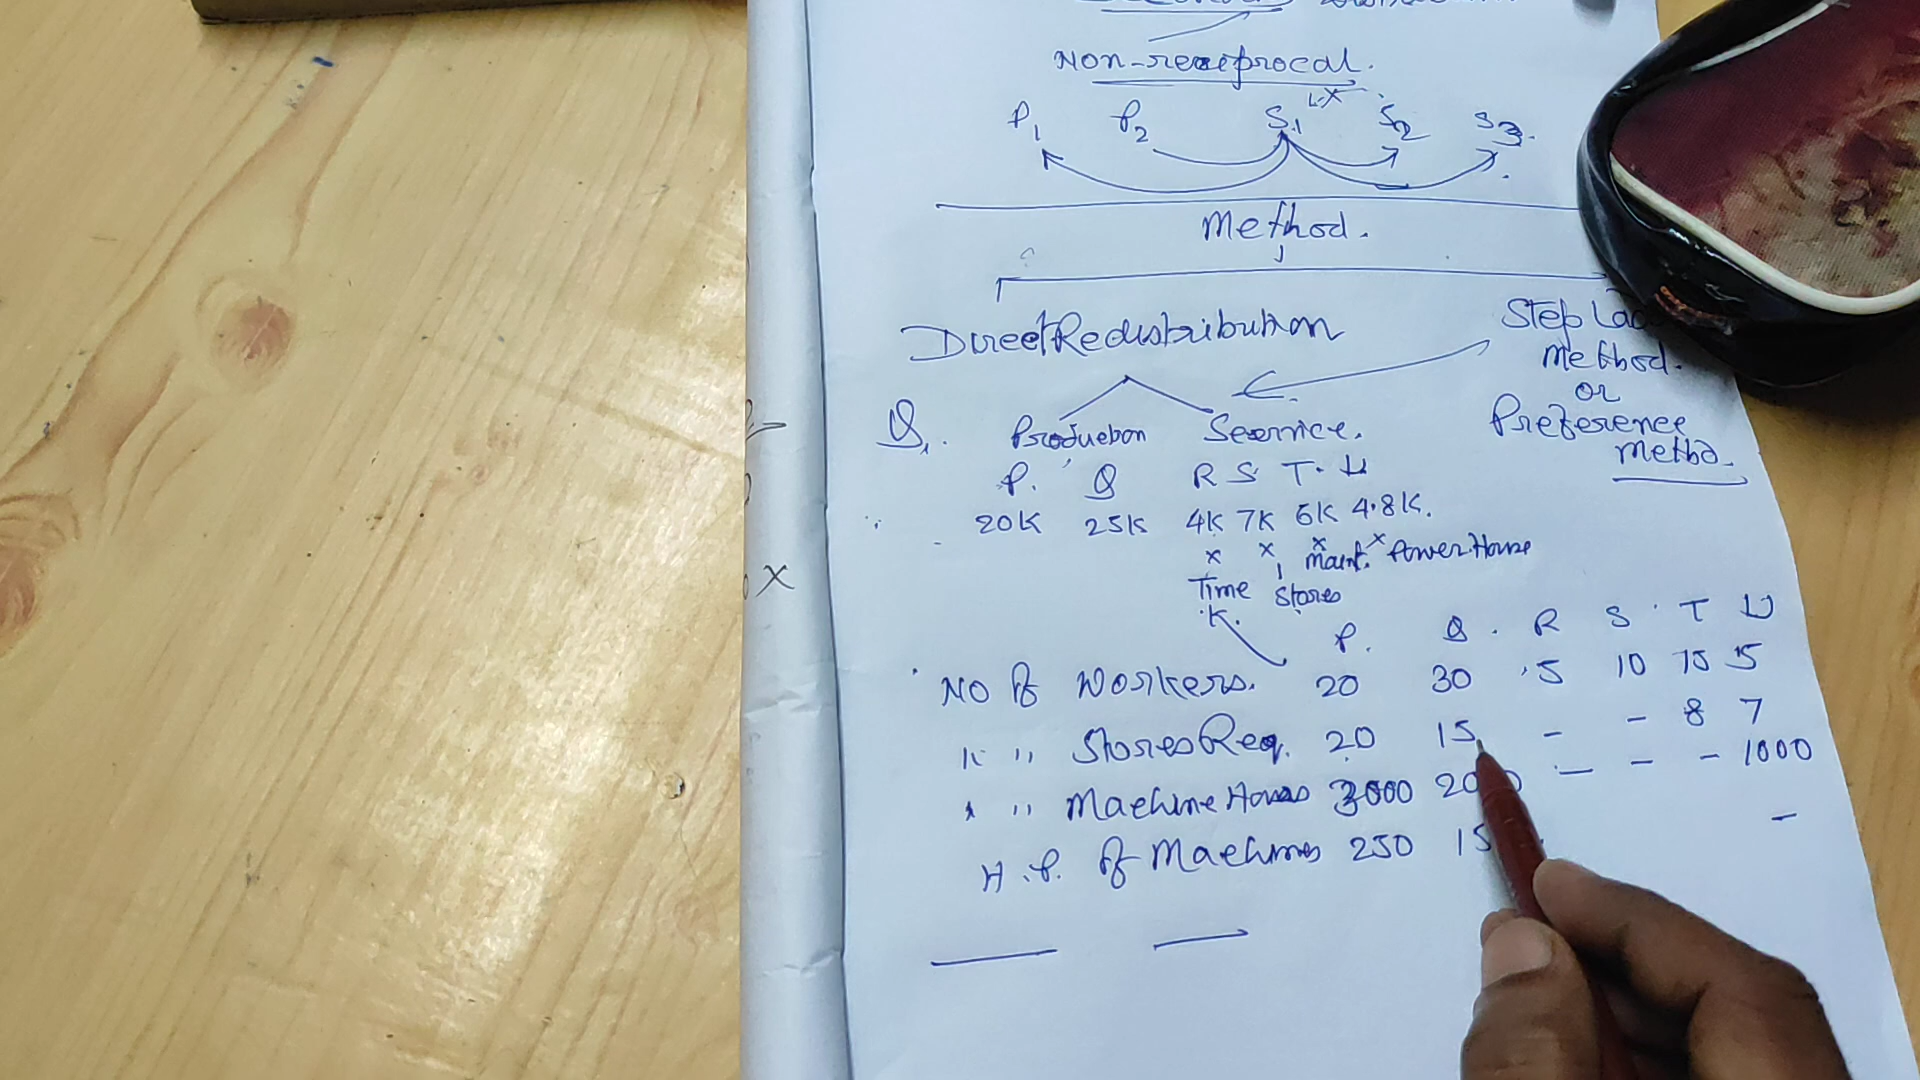 Non-reciprocal.
P1 P2 S1 S2 S3.
Method.
Direct Redistribution
Step
Method.
or
Preference
Metho.
Q1. Production Service.
P. Q R S T. U
20K 25K 4K 7K 6K 4.8K.
x x x x
Time K. Stores Maint. Power House
P. Q. R S T U
No of Workers. 20 30 5 10 15 5
" " Stores Req. 20 15 - - 8 7
" " Machine Hours 3000 20 - - - 1000
H.P. of Machines 250 15 -
x